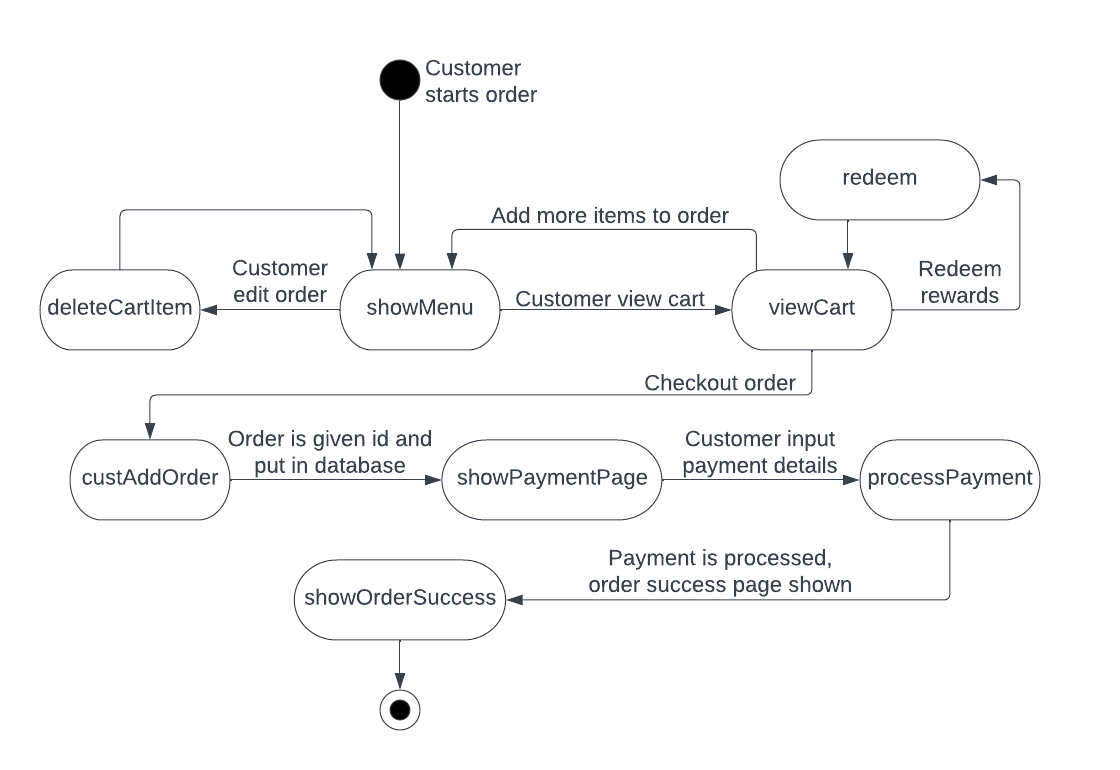 Customer
starts order
redeem
Add more items to order
Customer
edit order
Redeem
rewards
deleteCartItem
showMenu
Customer view cart
viewCart
Checkout order
Order is given id and
put in database
Customer input
payment details
custAddOrder
showPaymentPage
processPayment
Payment is processed,
order success page shown
showOrderSuccess